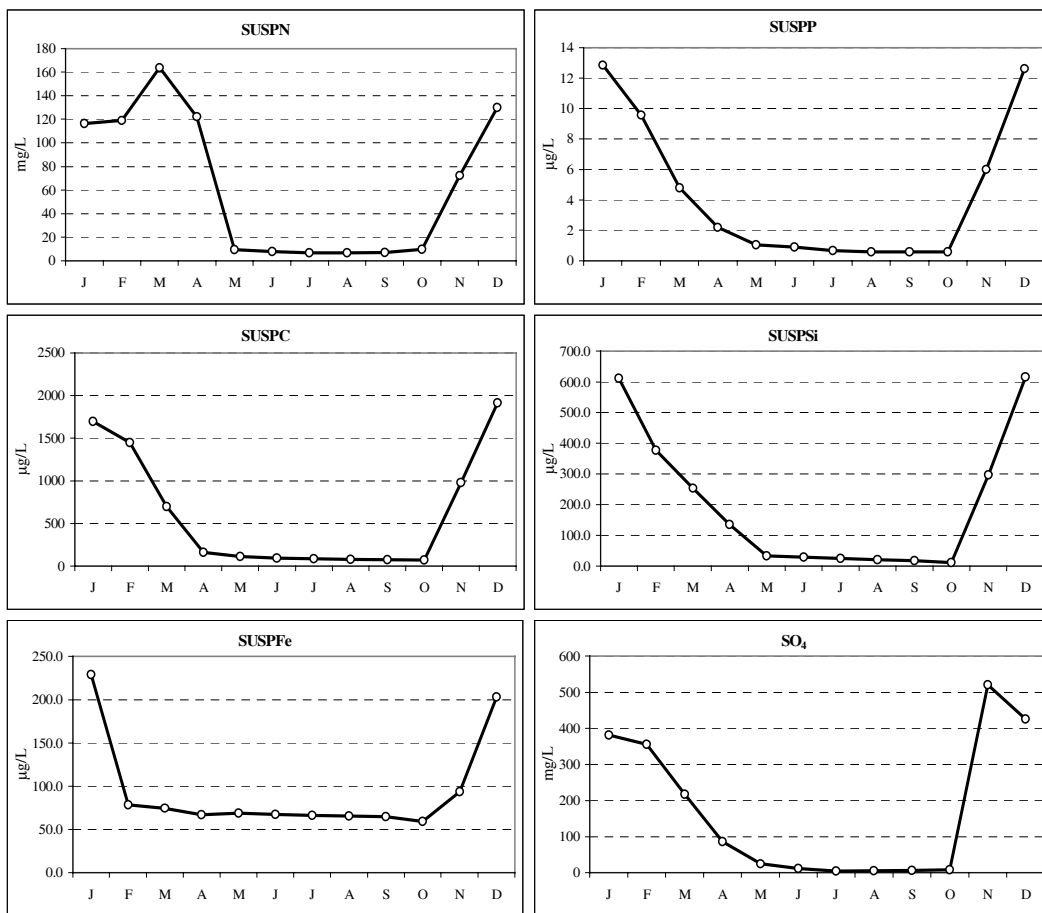 SUSPN
180
160
140
120
100
80
60
40
20
0
mg/L
J F M A M J J A S O N D
SUSPP
14
12
10
8
6
4
2
0
µg/L
J F M A M J J A S O N D
SUSPC
2500
2000
1500
1000
500
0
µg/L
J F M A M J J A S O N D
SUSPSi
700.0
600.0
500.0
400.0
300.0
200.0
100.0
0.0
µg/L
J F M A M J J A S O N D
SUSPFe
250.0
200.0
150.0
100.0
50.0
0.0
µg/L
J F M A M J J A S O N D
SO₄
600
500
400
300
200
100
0
mg/L
J F M A M J J A S O N D